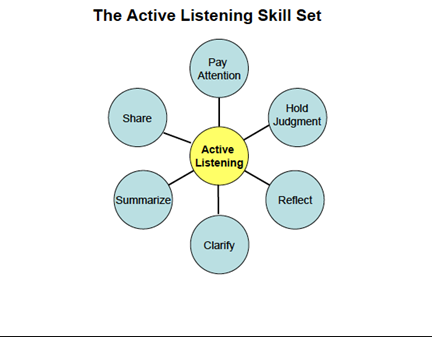 The Active Listening Skill Set
Pay
Attention
Hold
Judgment
Reflect
Clarify
Summarize
Share
Active
Listening